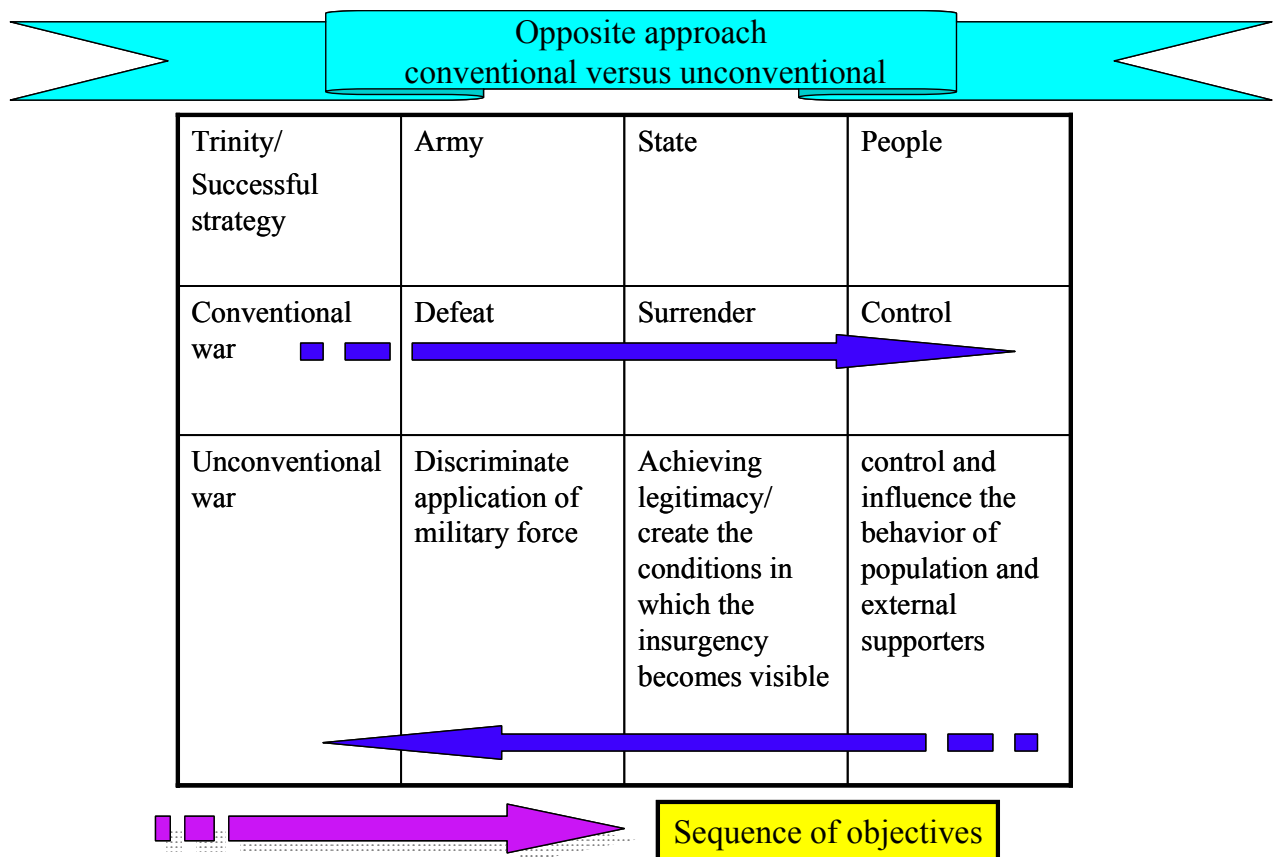 Opposite approach
conventional versus unconventional
Trinity/
Successful
strategy
Army
State
People
Conventional
war
Defeat
Surrender
Control
Unconventional
war
Discriminate
application of
military force
Achieving
legitimacy/
create the
conditions in
which the
insurgency
becomes visible
control and
influence the
behavior of
population and
external
supporters
Sequence of objectives